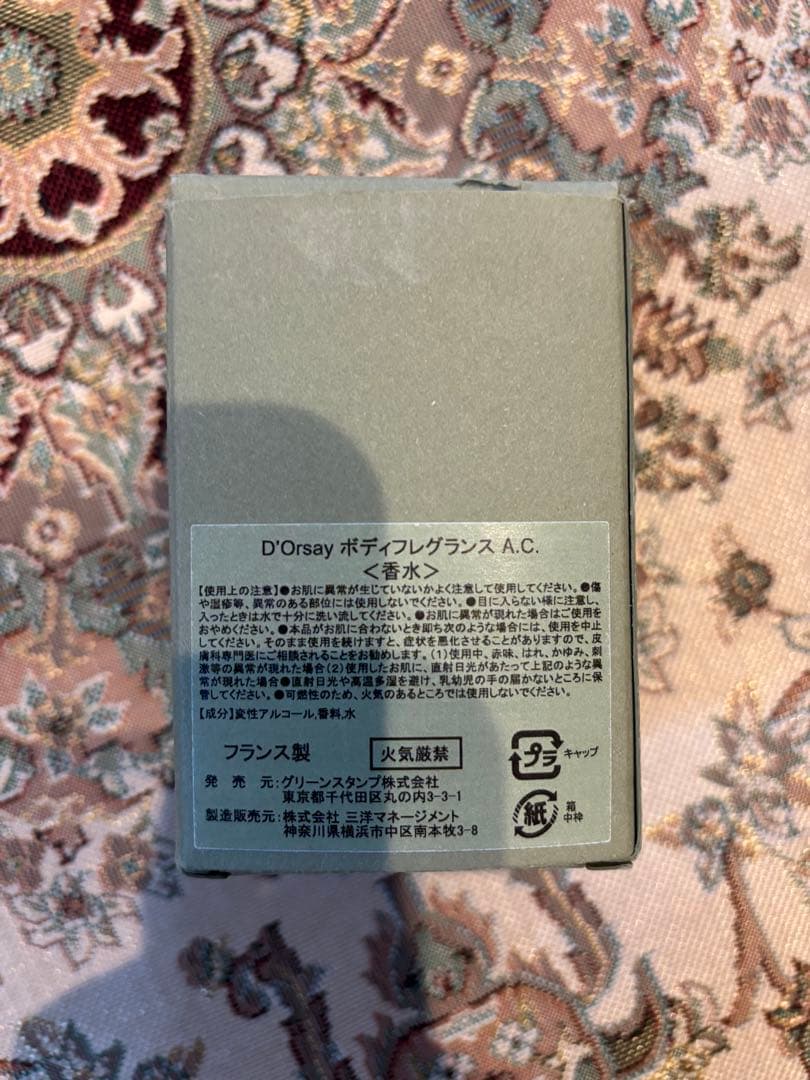 D'Orsay ボディフレグランス A.C.
＜香水＞
【使用上の注意】●お肌に異常が生じていないかよく注意して使用してください。●傷
や湿疹等、異常のある部位には使用しないでください。●目に入らない様に注意し、
入ったときは水で十分に洗い流してください。●お肌に異常が現れた場合はご使用を
おやめください。●本品がお肌に合わないとき即ち次のような場合には、使用を中止
してください。そのまま使用を続けますと、症状を悪化させることがありますので、皮
膚科専門医にご相談されることをお勧めします。(1)使用中、赤味、はれ、かゆみ、刺
激等の異常が現れた場合(2)使用したお肌に、直射日光があたって上記のような異
常が現れた場合●直射日光や高温多湿を避け、乳幼児の手の届かないところに保
管してください。●可燃性のため、火気のあるところでは使用しないでください。
【成分】変性アルコール,香料,水
フランス製
火気厳禁
プラ キャップ
発 売 元:グリーンスタンプ株式会社
東京都千代田区丸の内3-3-1
紙 箱
中枠
製造販売元:株式会社 三洋マネージメント
神奈川県横浜市中区南本牧3-8